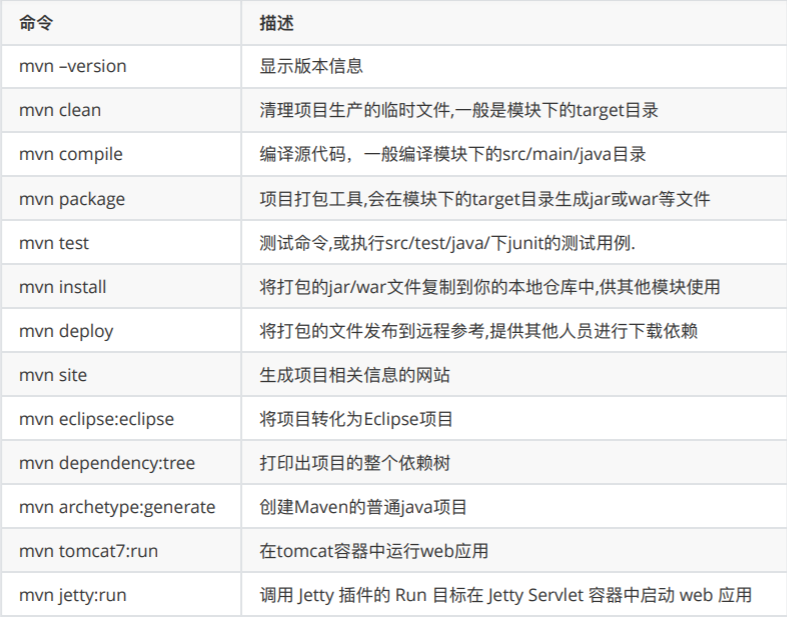 命令 描述
mvn –version 显示版本信息
mvn clean 清理项目生产的临时文件,一般是模块下的target目录
mvn compile 编译源代码，一般编译模块下的src/main/java目录
mvn package 项目打包工具,会在模块下的target目录生成jar或war等文件
mvn test 测试命令,或执行src/test/java/下junit的测试用例.
mvn install 将打包的jar/war文件复制到你的本地仓库中,供其他模块使用
mvn deploy 将打包的文件发布到远程参考,提供其他人员进行下载依赖
mvn site 生成项目相关信息的网站
mvn eclipse:eclipse 将项目转化为Eclipse项目
mvn dependency:tree 打印出项目的整个依赖树
mvn archetype:generate 创建Maven的普通java项目
mvn tomcat7:run 在tomcat容器中运行web应用
mvn jetty:run 调用 Jetty 插件的 Run 目标在 Jetty Servlet 容器中启动 web 应用